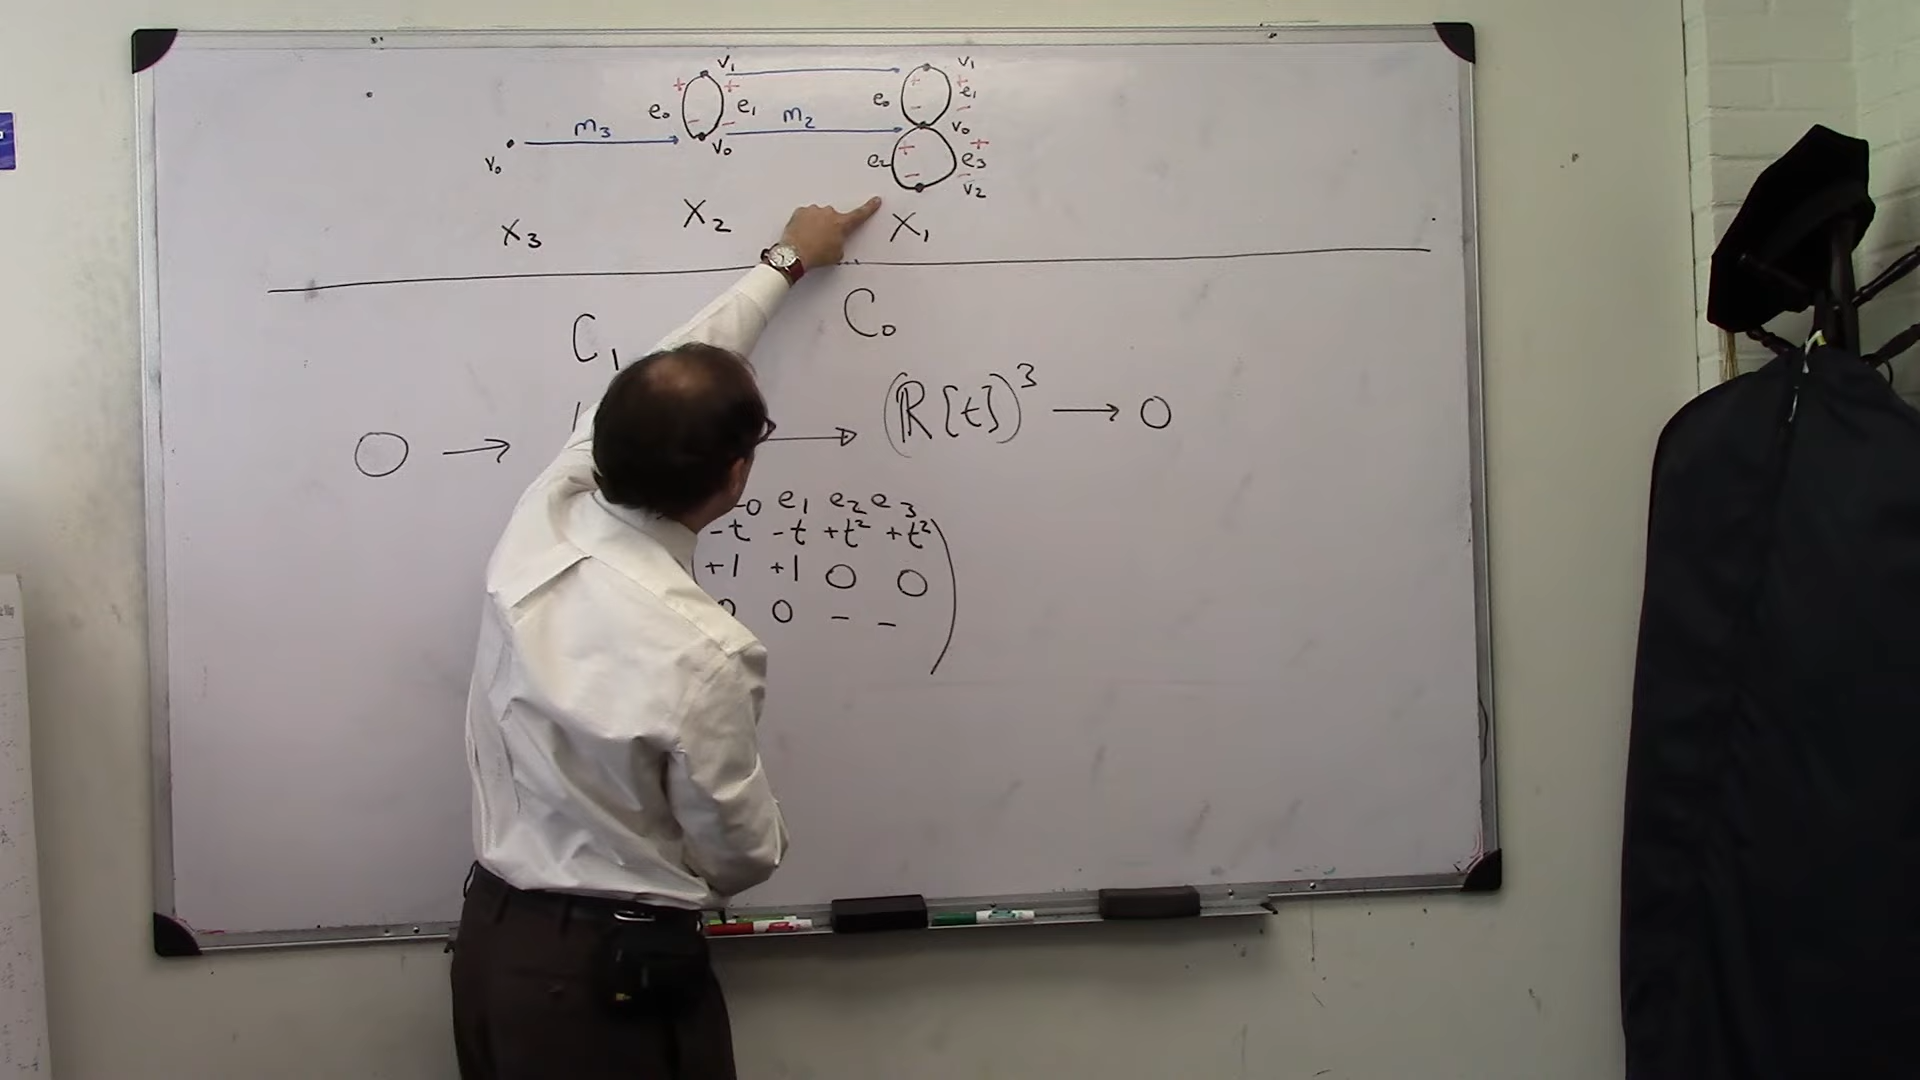 v₁ v₁
+ + + +
e₀ e₁ e₀ e₁
− − − −
m₃ m₂ v₀
v₀ v₀ + +
e₂ e₃
− −
v₂
X₃ X₂ X₁
C₁ C₀
0 → → (ℝ[t])³ → 0
e₁ e₂ e₃
-t -t +t² +t²
+1 +1 0 0
0 0 − −